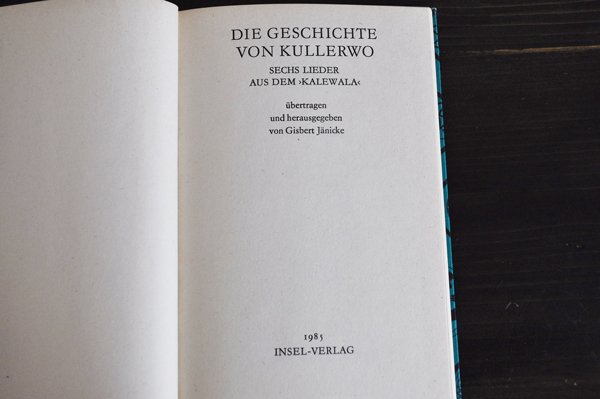 DIE GESCHICHTE
VON KULLERWO
SECHS LIEDER
AUS DEM ›KALEWALA‹
übertragen
und herausgegeben
von Gisbert Jänicke
1985
INSEL-VERLAG